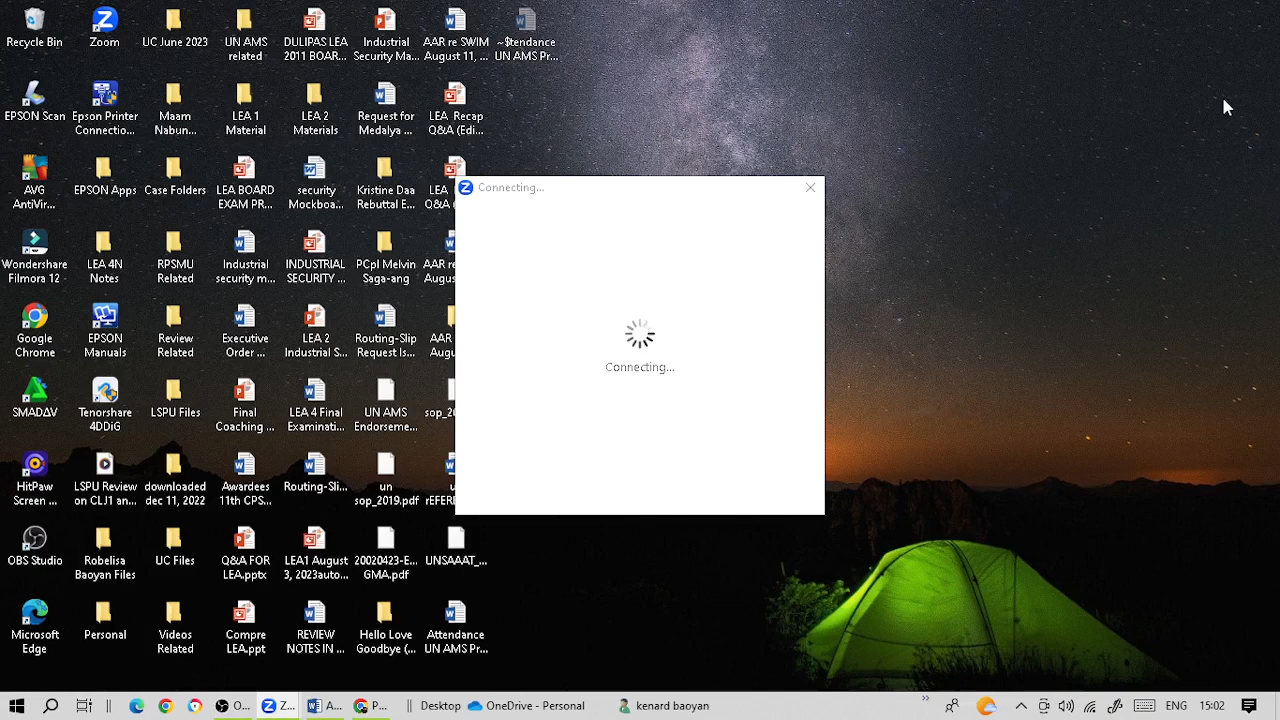 Recycle Bin
Zoom
UC June 2023
UN AMS
related
DULIPAS LEA
2011 BOAR...
Industrial
Security Ma...
AAR re SWIM
August 11, ...
~$tendance
UN AMS Pr...
EPSON Scan
Epson Printer
Connectio...
Maam
Nabun...
LEA 1
Material
LEA 2
Materials
Request for
Medalya ...
LEA Recap
Q&A (Edi...
AVG
AntiVir...
EPSON Apps
Case Folders
LEA BOARD
EXAM PR...
security
Mockboa...
Kristine Daa
Rebuttal E...
LEA
Q&A
Wondershare
Filmora 12
LEA 4N
Notes
RPSMU
Related
Industrial
security m...
INDUSTRIAL
SECURITY ...
PCpl Melvin
Saga-ang
AAR re
Augus
Google
Chrome
EPSON
Manuals
Review
Related
Executive
Order ...
LEA 2
Industrial S...
Routing-Slip
Request is...
AAR
Augu
SMADAV
Tenorshare
4DDiG
LSPU Files
Final
Coaching ...
LEA 4 Final
Examinati...
UN AMS
Endorseme...
sop_20
HitPaw
Screen ...
LSPU Review
on CLJ1 an...
downloaded
dec 11, 2022
Awardees
11th CPS...
Routing-Sli...
un
sop_2019.pdf
u
rEFERE
OBS Studio
Robelisa
Baoyan Files
UC Files
Q&A FOR
LEA.pptx
LEA1 August
3, 2023auto...
20020423-E...
GMA.pdf
UNSAAAT_...
Microsoft
Edge
Personal
Videos
Related
Compre
LEA.ppt
REVIEW
NOTES IN ...
Hello Love
Goodbye (...
Attendance
UN AMS Pr...
Connecting...
Connecting...
O...
Z...
A...
P...
Desktop
OneDrive - Personal
kenard baoyan
ENG
15:02